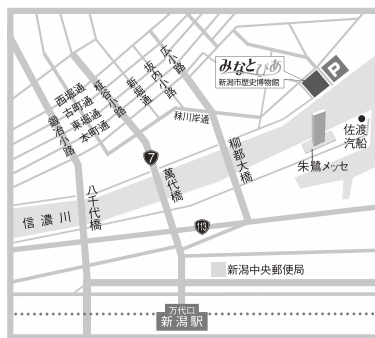 みなとぴあ
新潟市歴史博物館
P
広小路
坂内小路
新堀通
柾谷小路
西堀通
古町通
東堀通
本町通
鍛冶小路
秣川岸通
佐渡
汽船
朱鷺メッセ
7
柳都大橋
萬代橋
八千代橋
信濃川
113
新潟中央郵便局
万代口
新潟駅